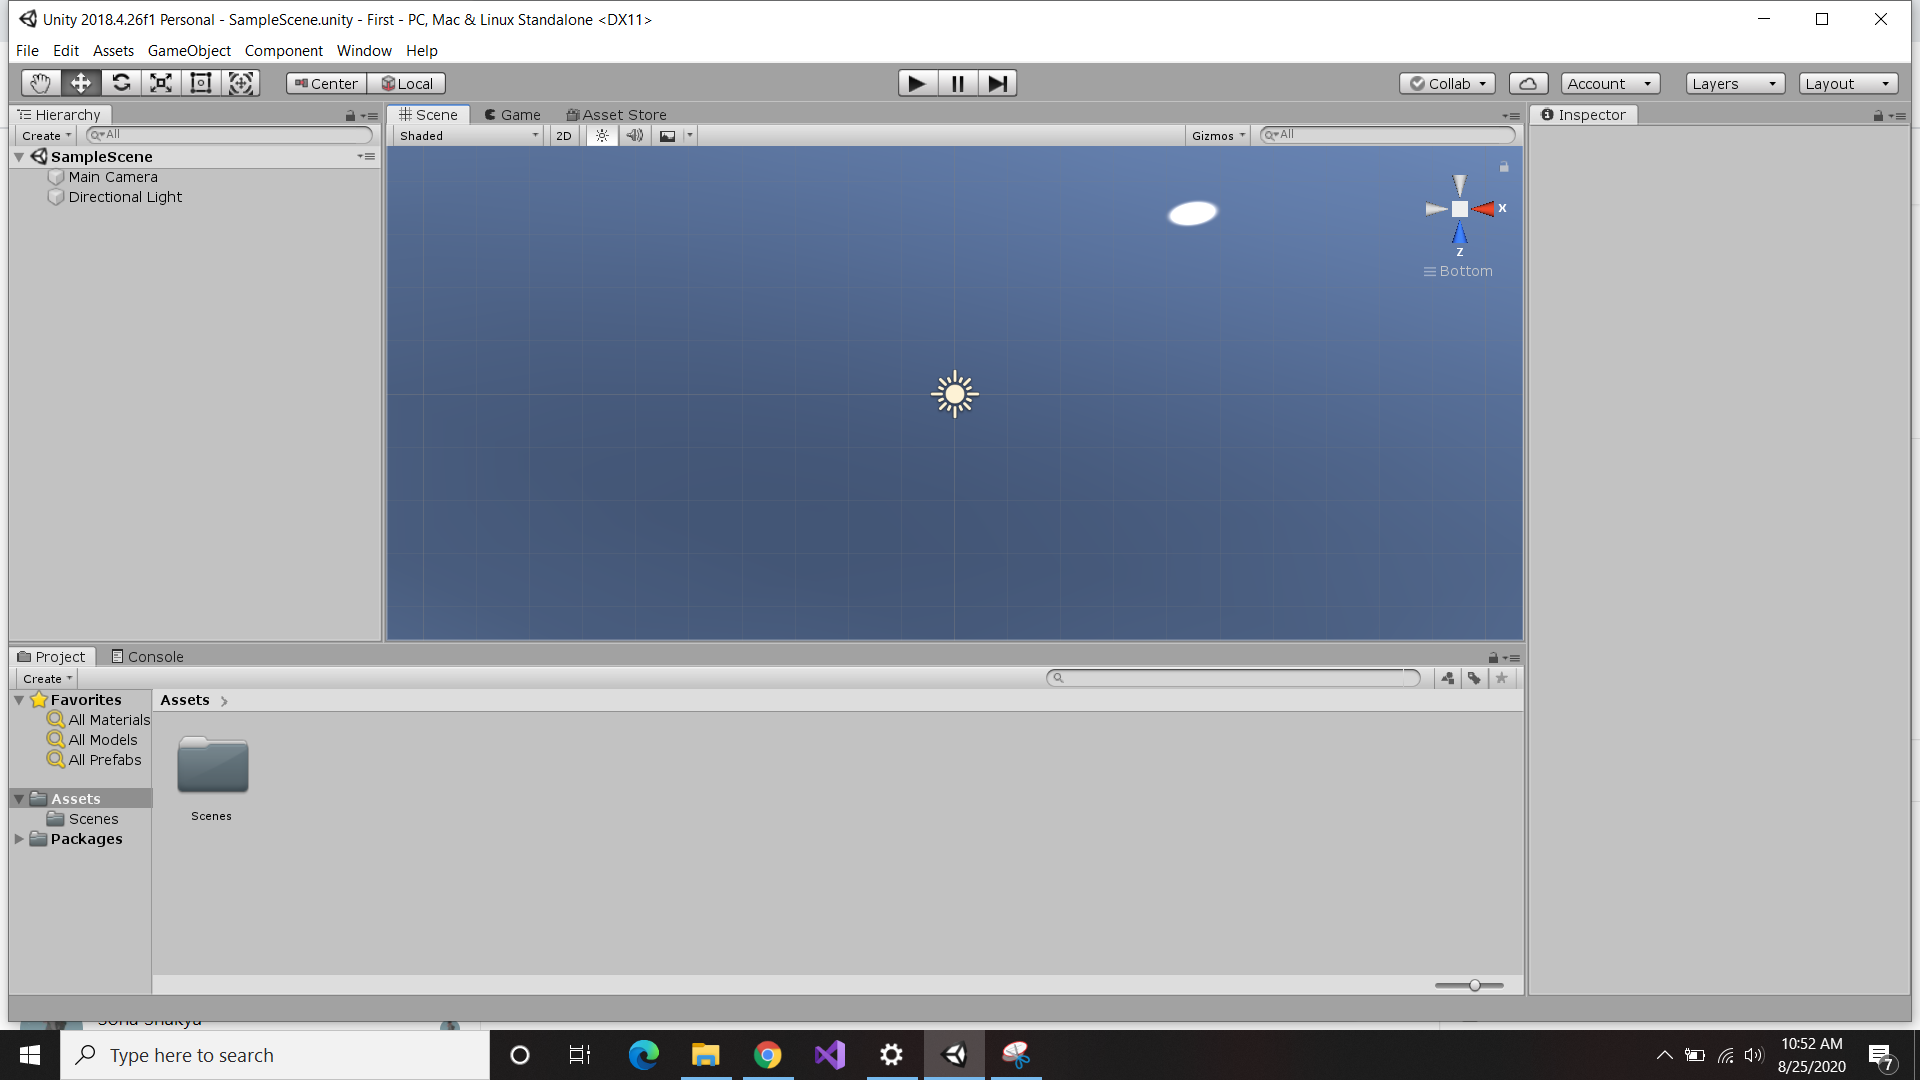 Unity 2018.4.26f1 Personal - SampleScene.unity - First - PC, Mac & Linux Standalone <DX11>
File Edit Assets GameObject Component Window Help
Center Local Collab Account Layers Layout
Hierarchy
Create All
SampleScene
Main Camera
Directional Light
Scene Game Asset Store
Shaded 2D Gizmos All
x
z
Bottom
Inspector
Project Console
Create
Favorites
All Materials
All Models
All Prefabs
Assets
Scenes
Packages
Assets
Scenes
Type here to search
10:52 AM
8/25/2020
7